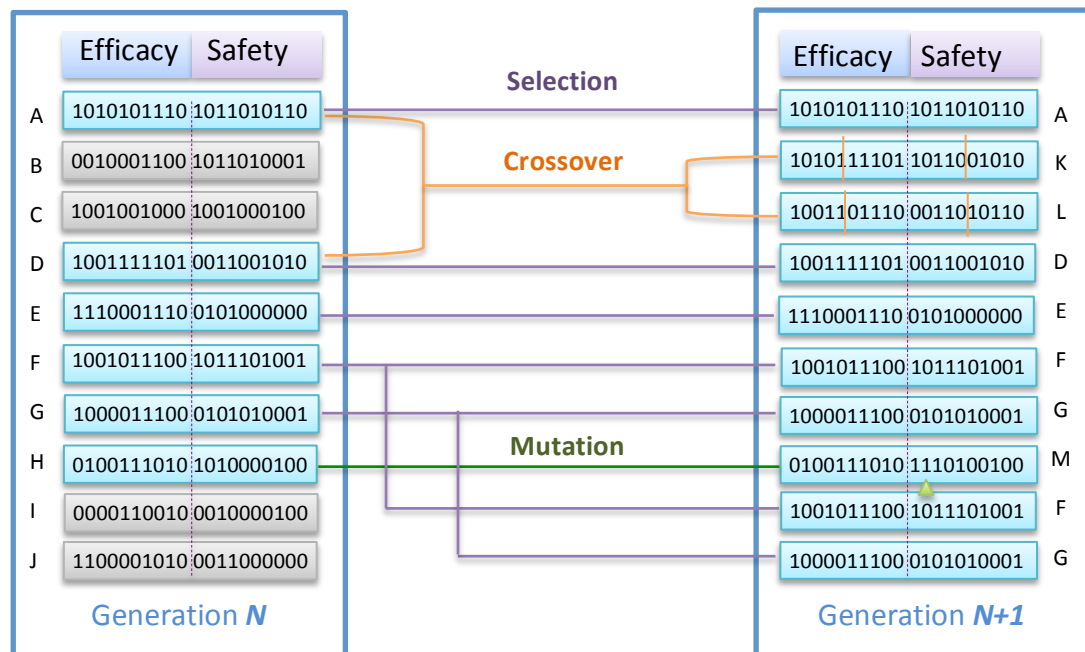 Efficacy Safety
A 1010101110 1011010110
B 0010001100 1011010001
C 1001001000 1001000100
D 1001111101 0011001010
E 1110001110 0101000000
F 1001011100 1011101001
G 1000011100 0101010001
H 0100111010 1010000100
I 0000110010 0010000100
J 1100001010 0011000000
Generation N
Selection
Crossover
Mutation
Efficacy Safety
1010101110 1011010110 A
1010111101 1011001010 K
1001101110 0011010110 L
1001111101 0011001010 D
1110001110 0101000000 E
1001011100 1011101001 F
1000011100 0101010001 G
0100111010 1110100100 M
1001011100 1011101001 F
1000011100 0101010001 G
Generation N+1